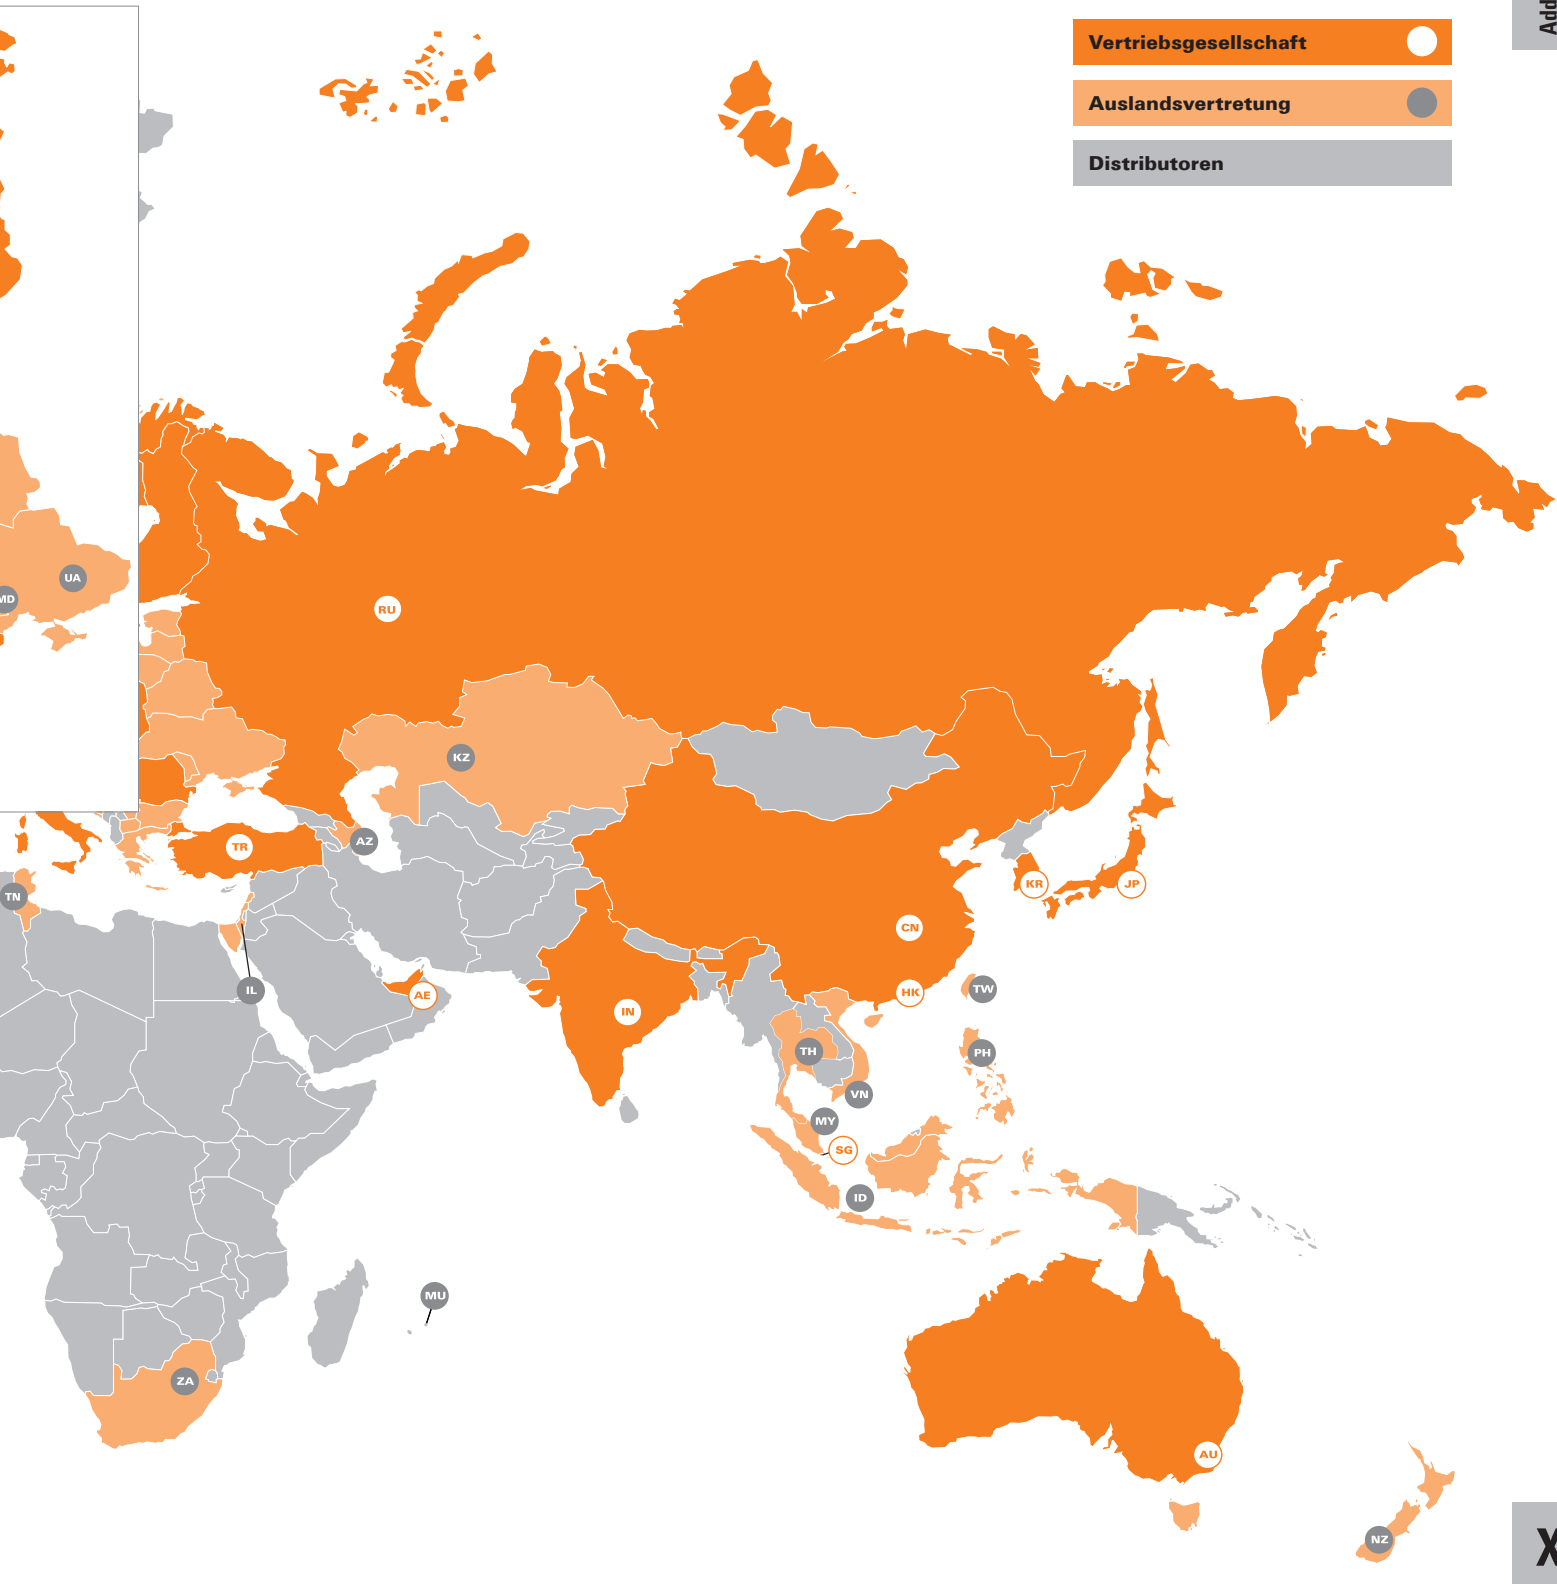 Vertriebsgesellschaft
Auslandsvertretung
Distributoren
UA
MD
RU
KZ
AZ
TR
TN
KR
JP
CN
IL
AE
IN
HK
TW
TH
PH
VN
MY
SG
ID
MU
ZA
AU
NZ
X